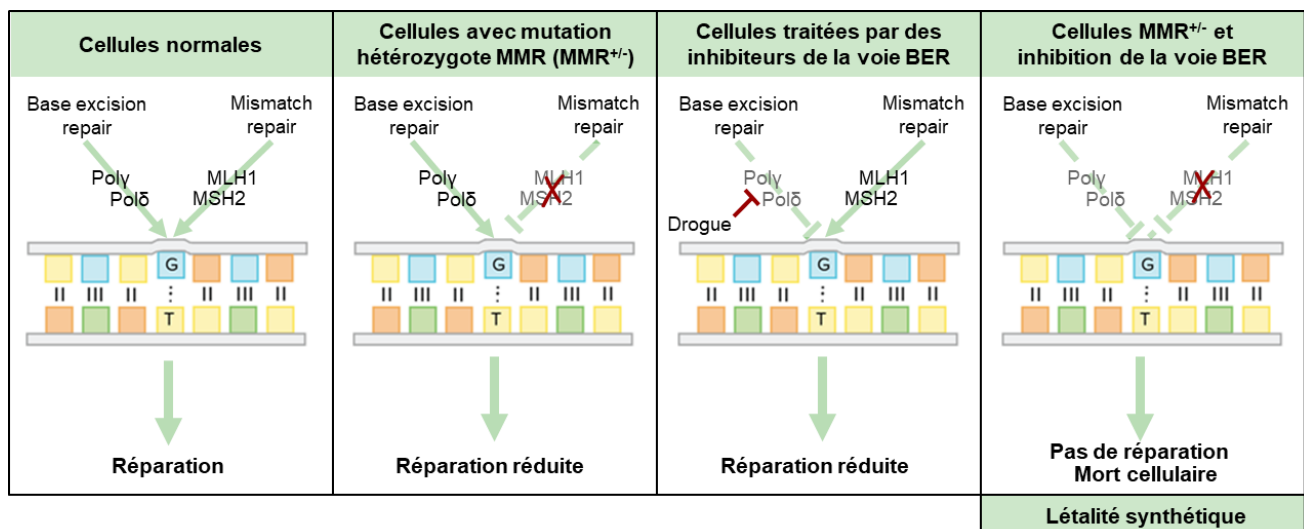 Cellules normales
Cellules avec mutation
hétérozygote MMR (MMR+/-)
Cellules traitées par des
inhibiteurs de la voie BER
Cellules MMR+/- et
inhibition de la voie BER
Base excision
repair
Mismatch
repair
Polγ
Polδ
MLH1
MSH2
G
T
Réparation
Base excision
repair
Mismatch
repair
Polγ
Polδ
MLH1
MSH2
G
T
Réparation réduite
Base excision
repair
Mismatch
repair
Polγ
Polδ
Drogue
MLH1
MSH2
G
T
Réparation réduite
Base excision
repair
Mismatch
repair
Polγ
Polδ
MLH1
MSH2
G
T
Pas de réparation
Mort cellulaire
Létalité synthétique